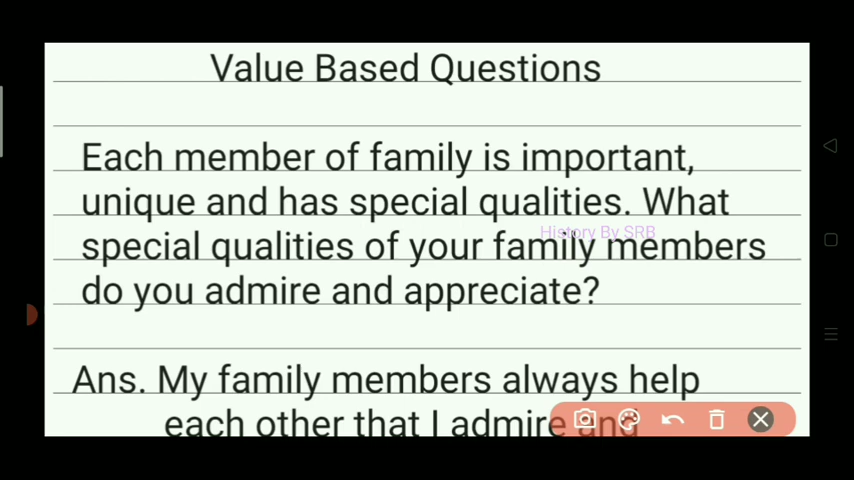 Value Based Questions
Each member of family is important,
unique and has special qualities. What
History By SRB
special qualities of your family members
do you admire and appreciate?
Ans. My family members always help
each other that I admire and